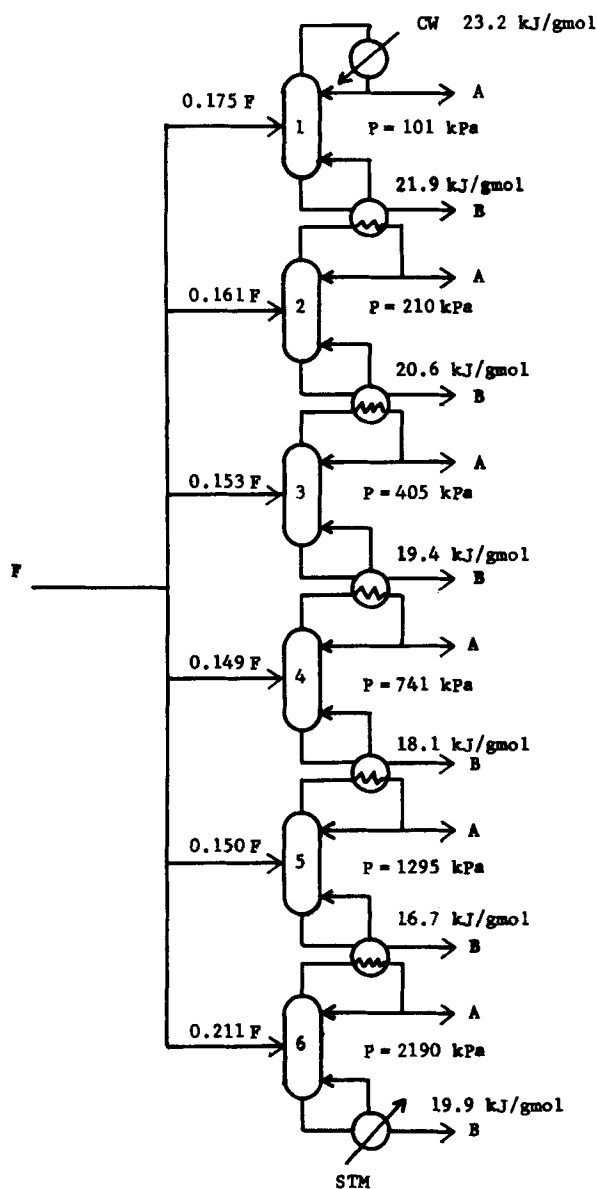 CW 23.2 kJ/gmol
0.175 F
A
1
P = 101 kPa
21.9 kJ/gmol
B
0.161 F
A
2
P = 210 kPa
20.6 kJ/gmol
B
0.153 F
A
3
P = 405 kPa
19.4 kJ/gmol
B
F
0.149 F
A
4
P = 741 kPa
18.1 kJ/gmol
B
0.150 F
A
5
P = 1295 kPa
16.7 kJ/gmol
B
0.211 F
A
6
P = 2190 kPa
19.9 kJ/gmol
B
STM